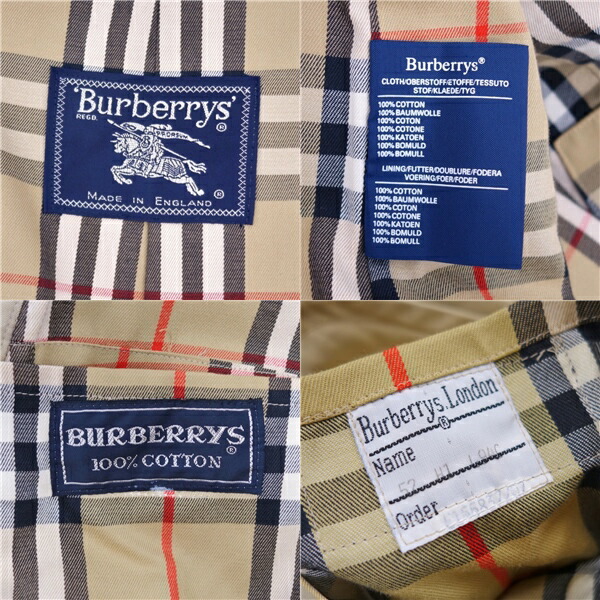 'Burberrys'
REGD. ®
PRORSUM
MADE IN ENGLAND ®
Burberrys®
CLOTH/OBERSTOFF/ETOFFE/TESSUTO
STOF/KLAEDE/TYG
100% COTTON
100% BAUMWOLLE
100% COTON
100% COTONE
100% KATOEN
100% BOMULD
100% BOMULL
LINING/FUTTER/DOUBLURE/FODERA
VOERING/FOER/FODER
100% COTTON
100% BAUMWOLLE
100% COTON
100% COTONE
100% KATOEN
100% BOMULD
100% BOMULL
BURBERRYS®
100% COTTON
Burberrys. London
®
Name
52
Order